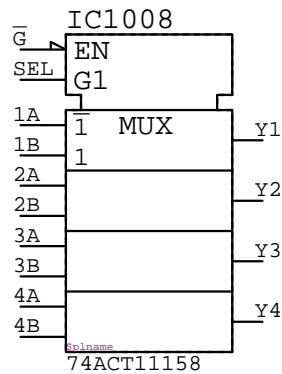 IC1008
G̅ EN
SEL G1
1A 1̅ MUX
1B 1 Y1
2A
2B Y2
3A
3B Y3
4A
4B Y4
$plname
74ACT11158